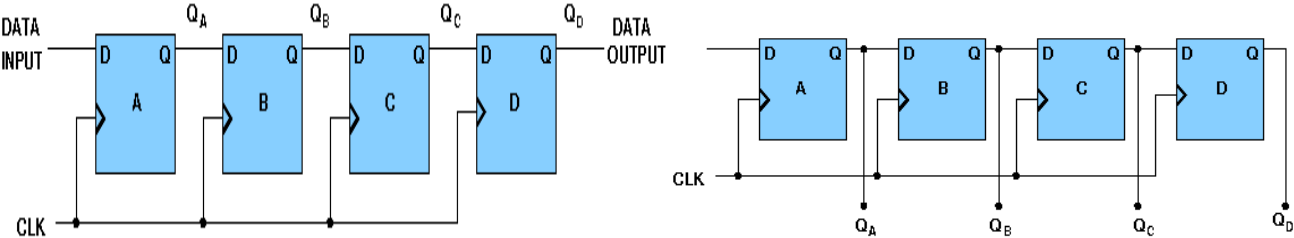 DATA INPUT
Q_A Q_B Q_C Q_D
DATA OUTPUT
D Q D Q D Q D Q
A B C D
CLK
D Q D Q D Q D Q
A B C D
CLK
Q_A Q_B Q_C Q_D